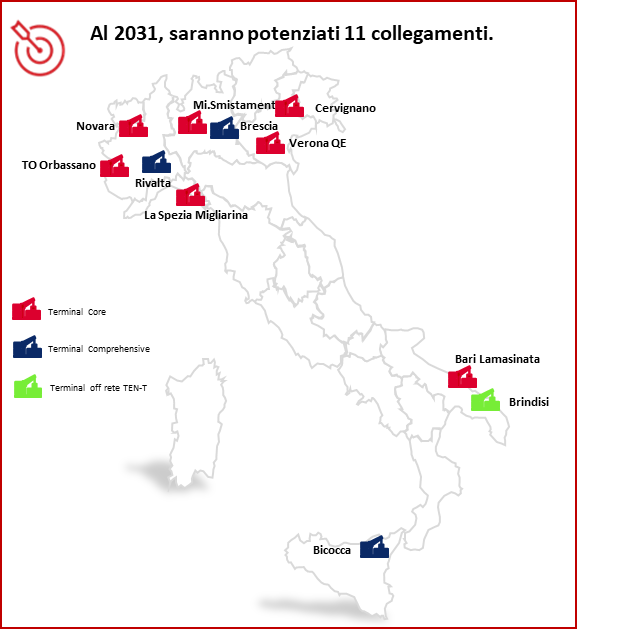 Al 2031, saranno potenziati 11 collegamenti.
Mi.Smistament
Cervignano
Novara
Brescia
Verona QE
TO Orbassano
Rivalta
La Spezia Migliarina
Terminal Core
Terminal Comprehensive
Terminal off rete TEN-T
Bari Lamasinata
Brindisi
Bicocca